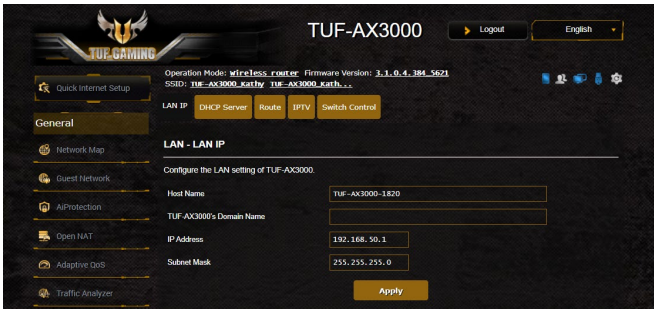 TUF-AX3000
Logout
English
TUF GAMING
Operation Mode: Wireless router Firmware Version: 3.1.0.4.384_5621
SSID: TUF-AX3000_Kathy TUF-AX3000_Kath...
Quick Internet Setup
LAN IP DHCP Server Route IPTV Switch Control
General
LAN - LAN IP
Network Map
Configure the LAN setting of TUF-AX3000.
Guest Network
Host Name TUF-AX3000-1820
AiProtection
TUF-AX3000's Domain Name
Open NAT
IP Address 192.168.50.1
Adaptive QoS
Subnet Mask 255.255.255.0
Traffic Analyzer
Apply